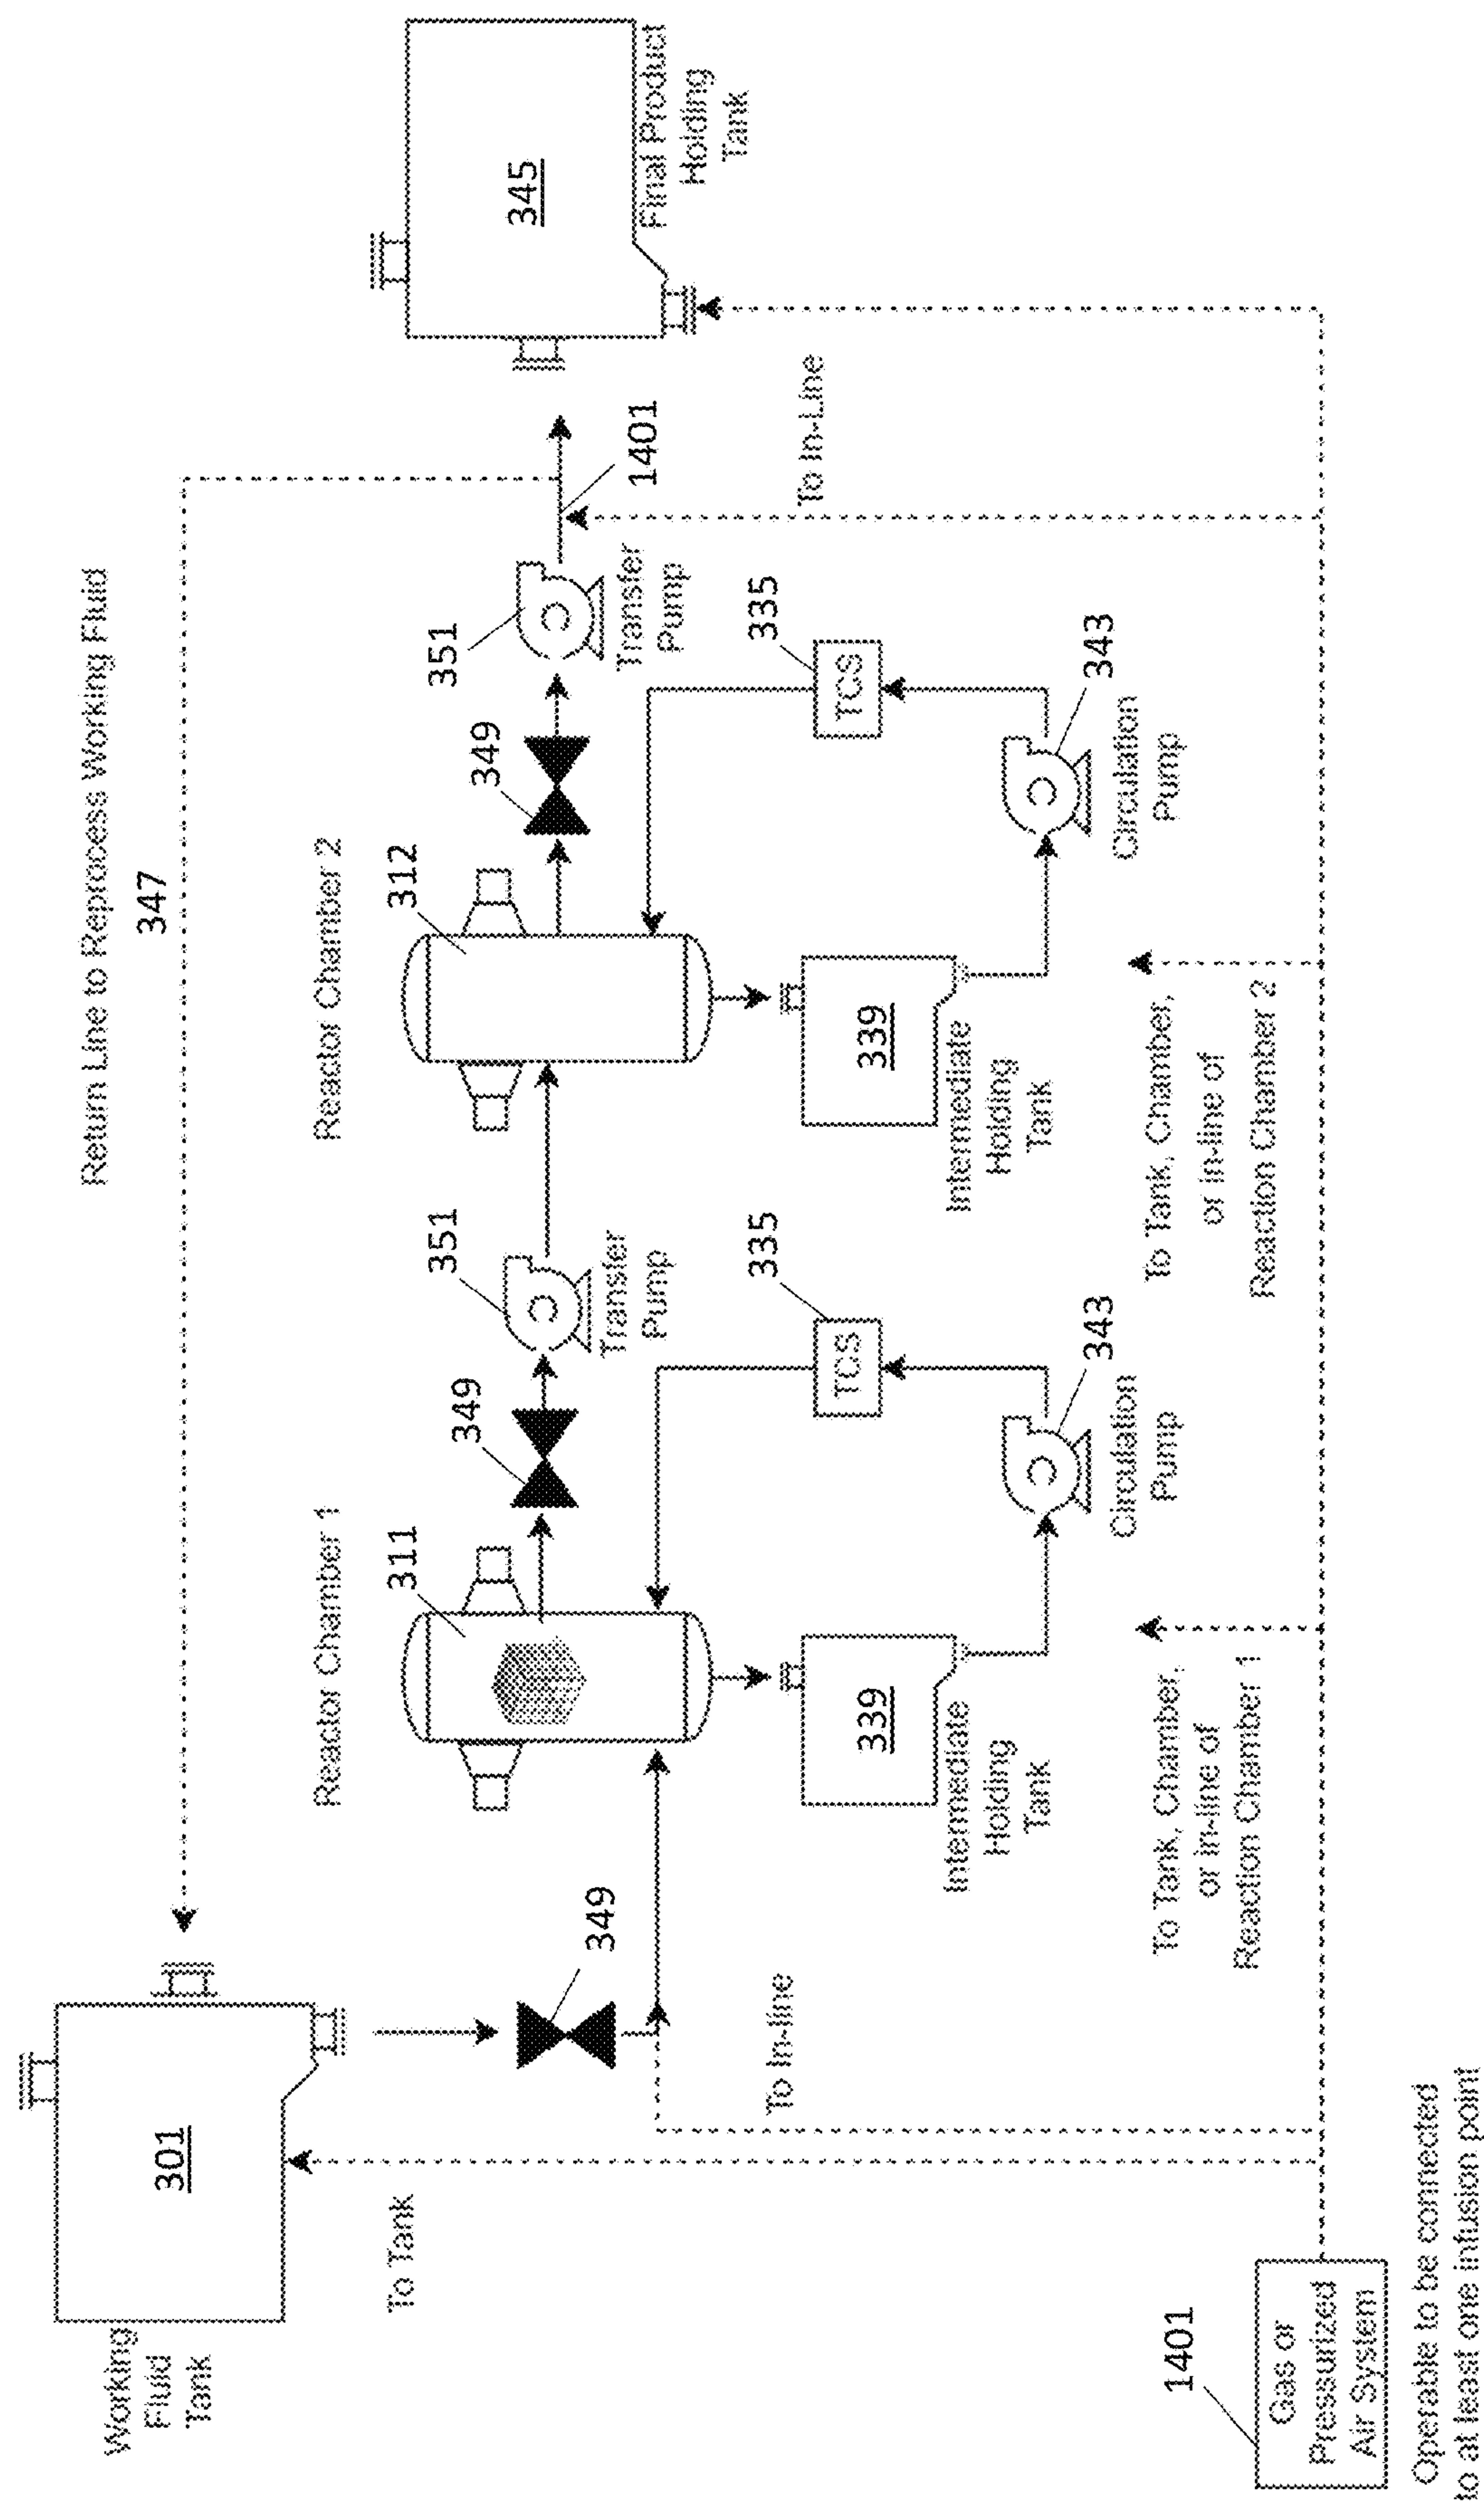 Return Line to Reprocess Working Fluid
347
Working
Fluid
Tank
301
To Tank
349
To In-line
Reactor Chamber 1
311
349
351
Transfer
Pump
Reactor Chamber 2
312
349
351
Transfer
Pump
1401
To In-Line
345
Final Product
Holding
Tank
339
Intermediate
Holding
Tank
335
TCS
343
Circulation
Pump
339
Intermediate
Holding
Tank
335
TCS
343
Circulation
Pump
To Tank, Chamber,
or in-line of
Reaction Chamber 1
To Tank, Chamber,
or in-line of
Reaction Chamber 2
1401
Gas or
Pressurized
Air System
Operable to be connected
to at least one infusion point